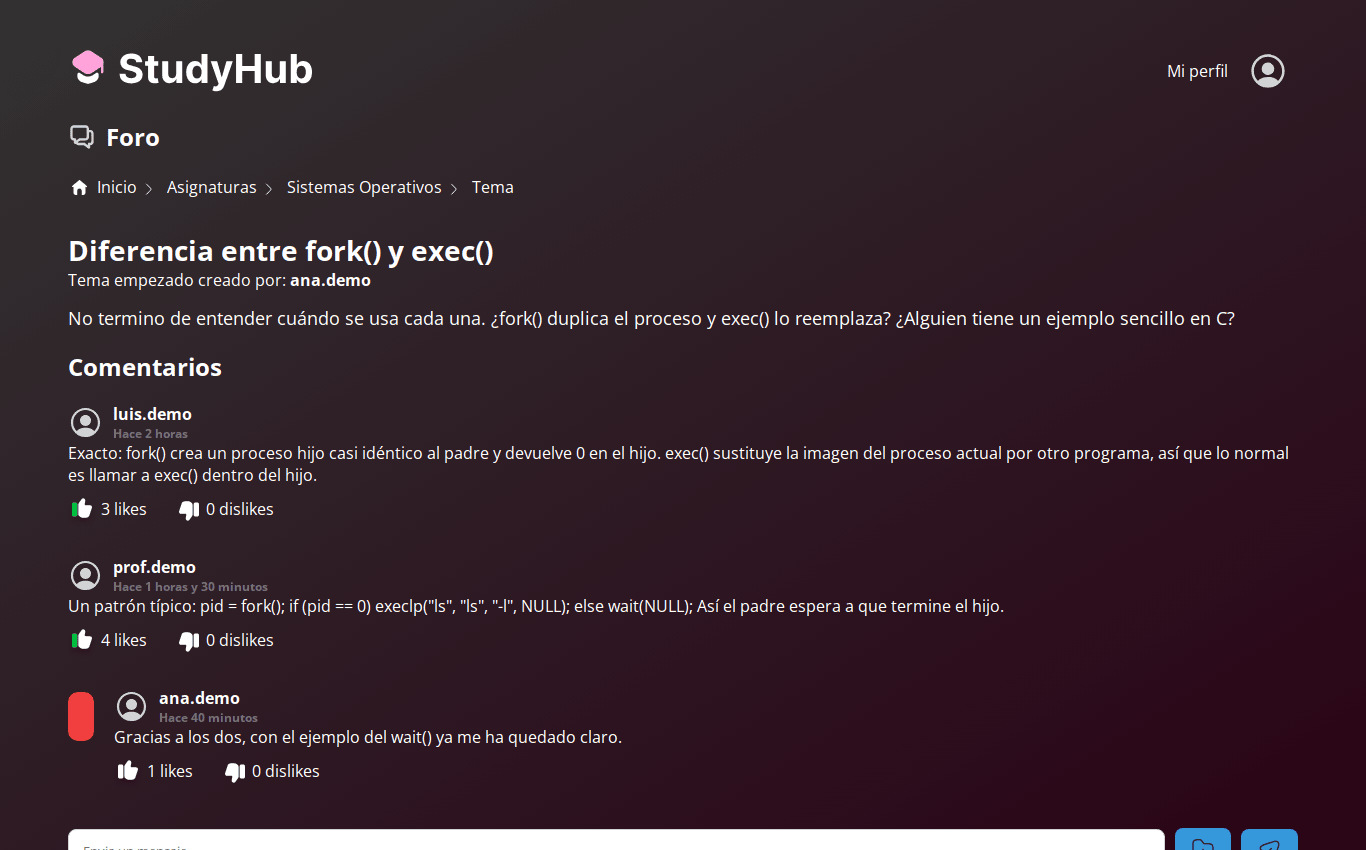 StudyHub
Mi perfil
Foro
Inicio
Asignaturas
Sistemas Operativos
Tema
Diferencia entre fork() y exec()
Tema empezado creado por: ana.demo
No termino de entender cuándo se usa cada una. ¿fork() duplica el proceso y exec() lo reemplaza? ¿Alguien tiene un ejemplo sencillo en C?
Comentarios
luis.demo
Hace 2 horas
Exacto: fork() crea un proceso hijo casi idéntico al padre y devuelve 0 en el hijo. exec() sustituye la imagen del proceso actual por otro programa, así que lo normal
es llamar a exec() dentro del hijo.
3 likes
0 dislikes
prof.demo
Hace 1 horas y 30 minutos
Un patrón típico: pid = fork(); if (pid == 0) execlp("ls", "ls", "-l", NULL); else wait(NULL); Así el padre espera a que termine el hijo.
4 likes
0 dislikes
ana.demo
Hace 40 minutos
Gracias a los dos, con el ejemplo del wait() ya me ha quedado claro.
1 likes
0 dislikes